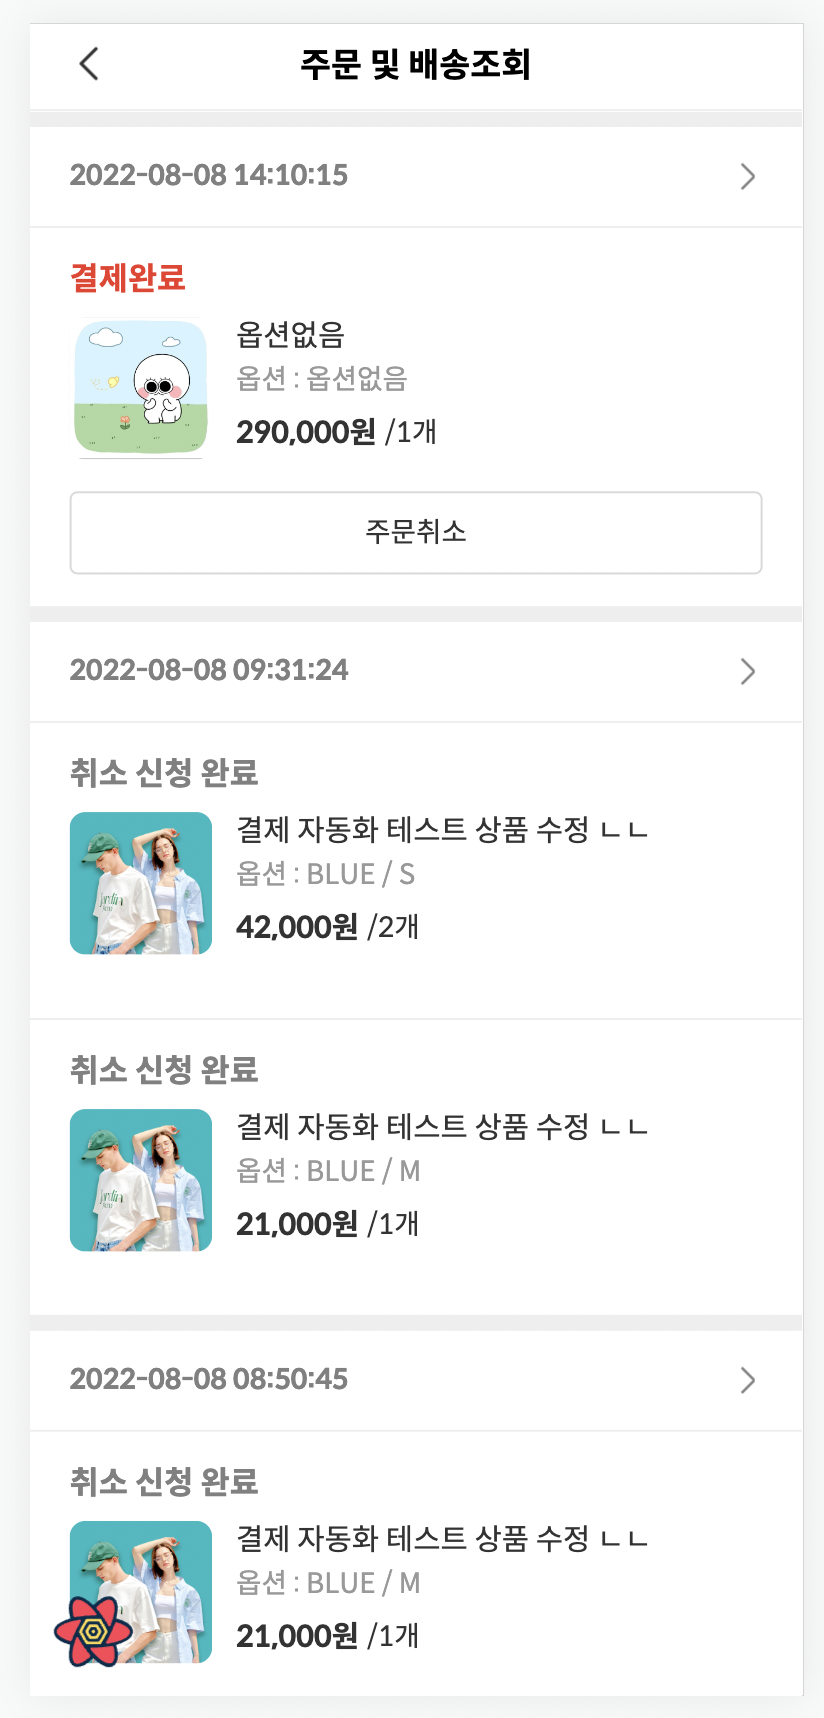 주문 및 배송조회
2022-08-08 14:10:15
결제완료
옵션없음
옵션 : 옵션없음
290,000원 /1개
주문취소
2022-08-08 09:31:24
취소 신청 완료
결제 자동화 테스트 상품 수정 ㄴㄴ
옵션 : BLUE / S
42,000원 /2개
취소 신청 완료
결제 자동화 테스트 상품 수정 ㄴㄴ
옵션 : BLUE / M
21,000원 /1개
2022-08-08 08:50:45
취소 신청 완료
결제 자동화 테스트 상품 수정 ㄴㄴ
옵션 : BLUE / M
21,000원 /1개